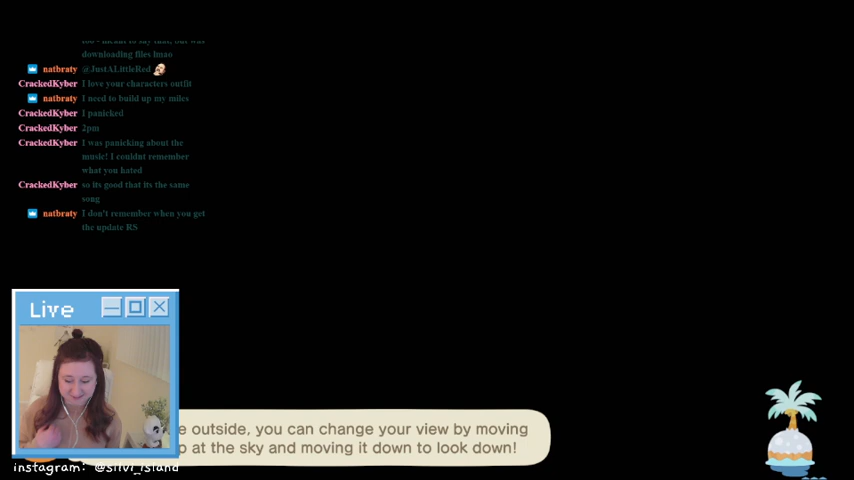 downloading files lmao
natbraty @JustALittleRed
CrackedKyber I love your characters outfit
natbraty I need to build up my miles
CrackedKyber I panicked
CrackedKyber 2pm
CrackedKyber I was panicking about the
music! I couldnt remember
what you hated
CrackedKyber so its good that its the same
song
natbraty I don't remember when you get
the update RS
Live
e outside, you can change your view by moving
p at the sky and moving it down to look down!
instagram: @silvi_island